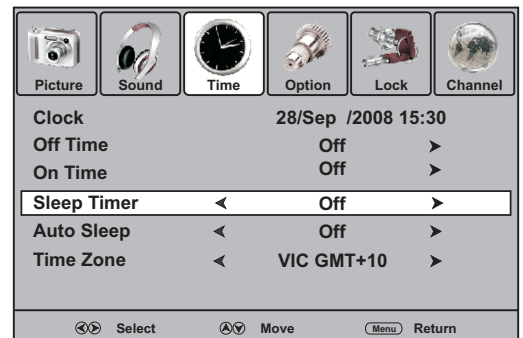 Picture Sound Time Option Lock Channel
Clock 28/Sep /2008 15:30
Off Time Off
On Time Off
Sleep Timer Off
Auto Sleep Off
Time Zone VIC GMT+10
Select Move Menu Return